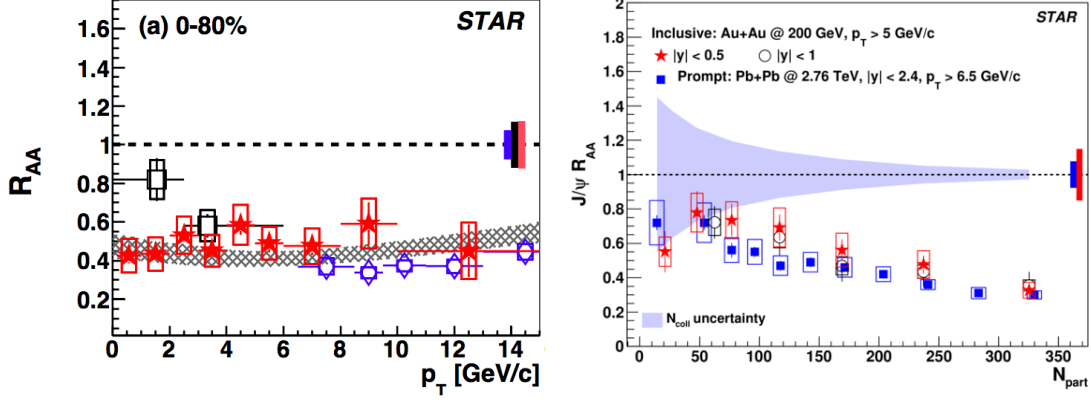 (a) 0-80%
STAR
R_AA
1.6
1.4
1.2
1
0.8
0.6
0.4
0.2
0 2 4 6 8 10 12 14
p_T [GeV/c]
STAR
Inclusive: Au+Au @ 200 GeV, p_T > 5 GeV/c
|y| < 0.5 |y| < 1
Prompt: Pb+Pb @ 2.76 TeV, |y| < 2.4, p_T > 6.5 GeV/c
J/ψ R_AA
2
1.8
1.6
1.4
1.2
1
0.8
0.6
0.4
0.2
0
N_coll uncertainty
0 50 100 150 200 250 300 350
N_part